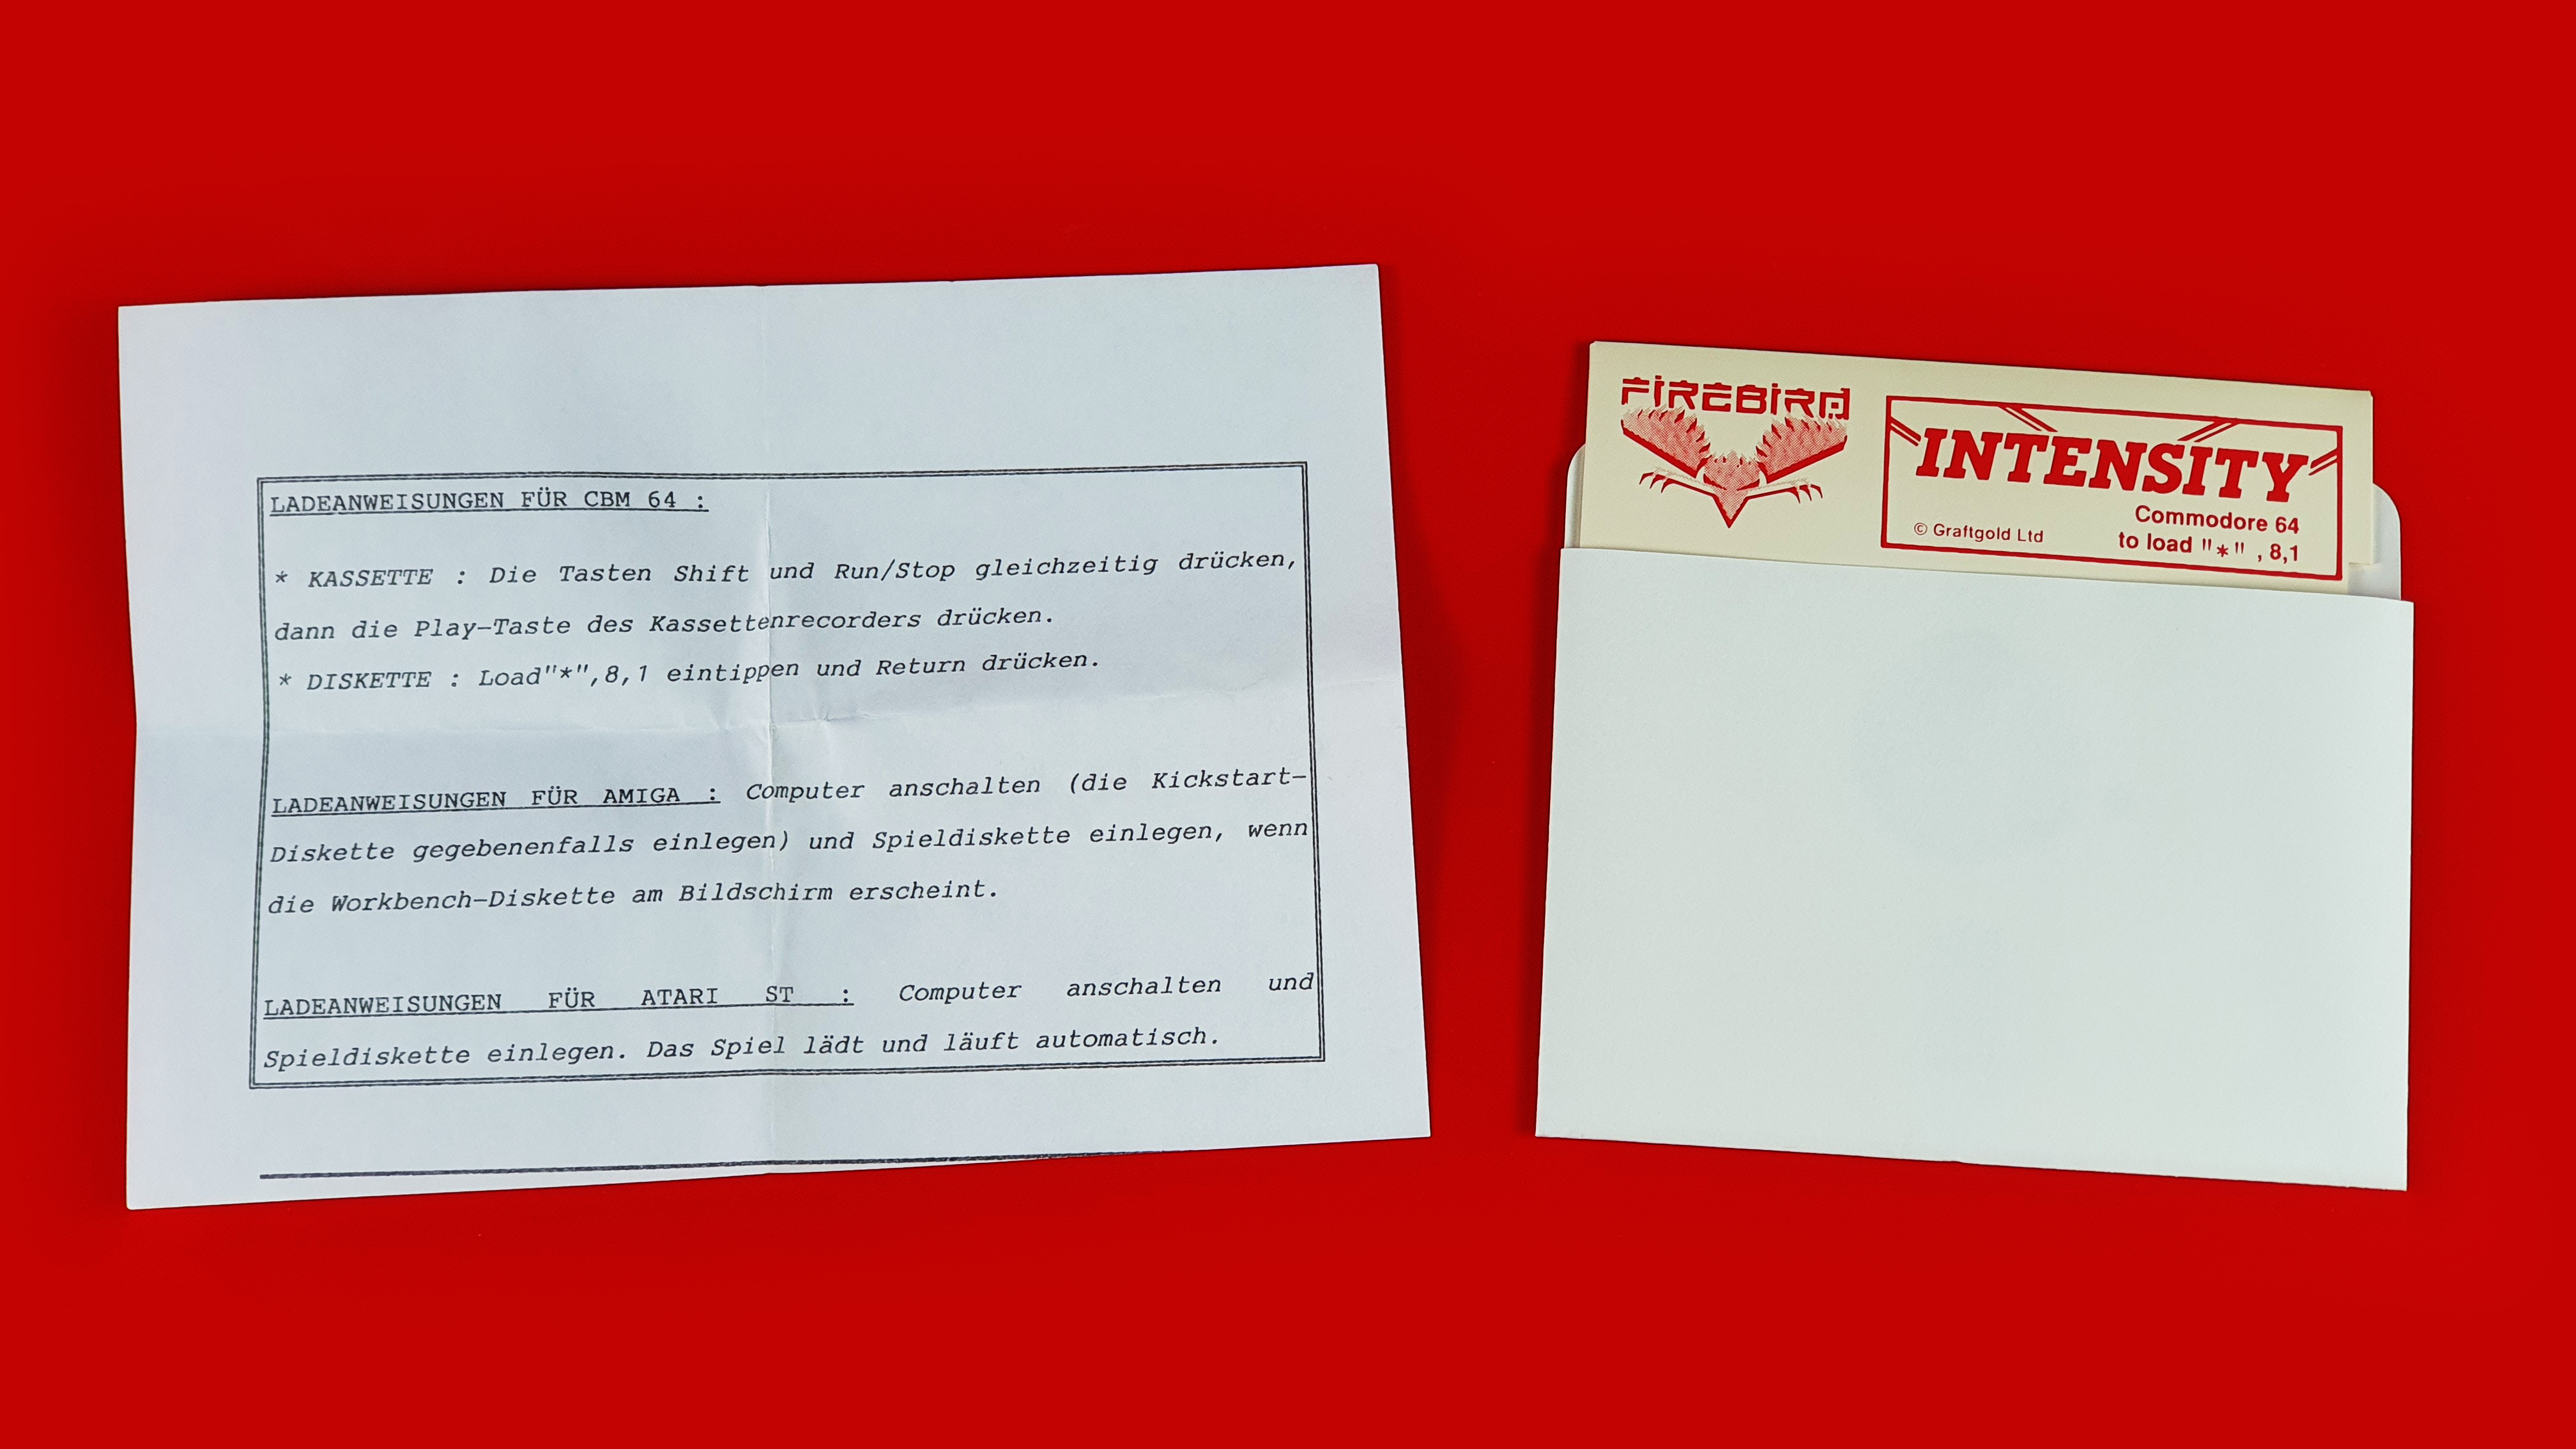 LADEANWEISUNGEN FÜR CBM 64 :
* KASSETTE : Die Tasten Shift und Run/Stop gleichzeitig drücken,
dann die Play-Taste des Kassettenrecorders drücken.
* DISKETTE : Load"*",8,1 eintippen und Return drücken.
LADEANWEISUNGEN FÜR AMIGA : Computer anschalten (die Kickstart-
Diskette gegebenenfalls einlegen) und Spieldiskette einlegen, wenn
die Workbench-Diskette am Bildschirm erscheint.
LADEANWEISUNGEN FÜR ATARI ST : Computer anschalten und
Spieldiskette einlegen. Das Spiel lädt und läuft automatisch.
FIREBIRD
INTENSITY
Commodore 64
© Graftgold Ltd
to load "*" , 8,1